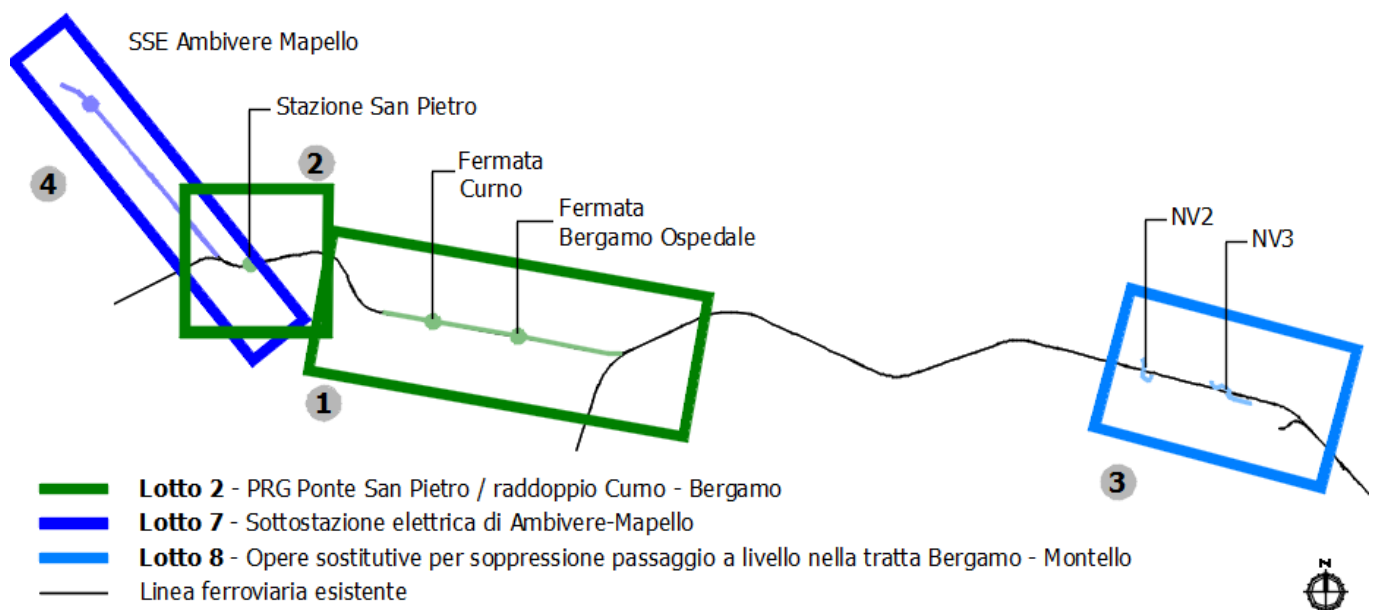 SSE Ambivere Mapello
Stazione San Pietro
2
4
Fermata
Curno
Fermata
Bergamo Ospedale
NV2
NV3
1
3
Lotto 2 - PRG Ponte San Pietro / raddoppio Curno - Bergamo
Lotto 7 - Sottostazione elettrica di Ambivere-Mapello
Lotto 8 - Opere sostitutive per soppressione passaggio a livello nella tratta Bergamo - Montello
Linea ferroviaria esistente
N